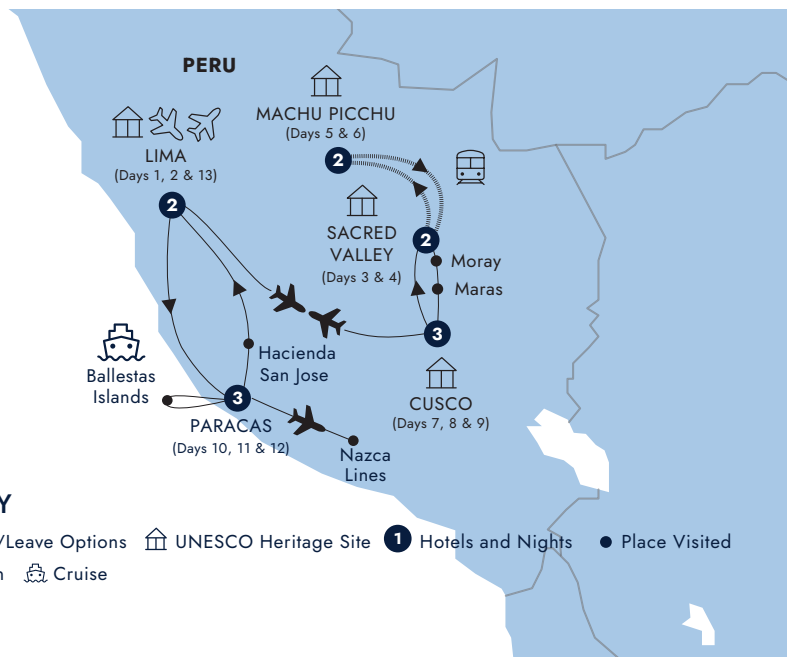 PERU
MACHU PICCHU
(Days 5 & 6)
2
LIMA
(Days 1, 2 & 13)
2
SACRED
VALLEY
(Days 3 & 4)
2
Moray
Maras
3
CUSCO
(Days 7, 8 & 9)
Hacienda
San Jose
Ballestas
Islands
3
PARACAS
(Days 10, 11 & 12)
Nazca
Lines
Y
/Leave Options UNESCO Heritage Site 1 Hotels and Nights Place Visited
n Cruise